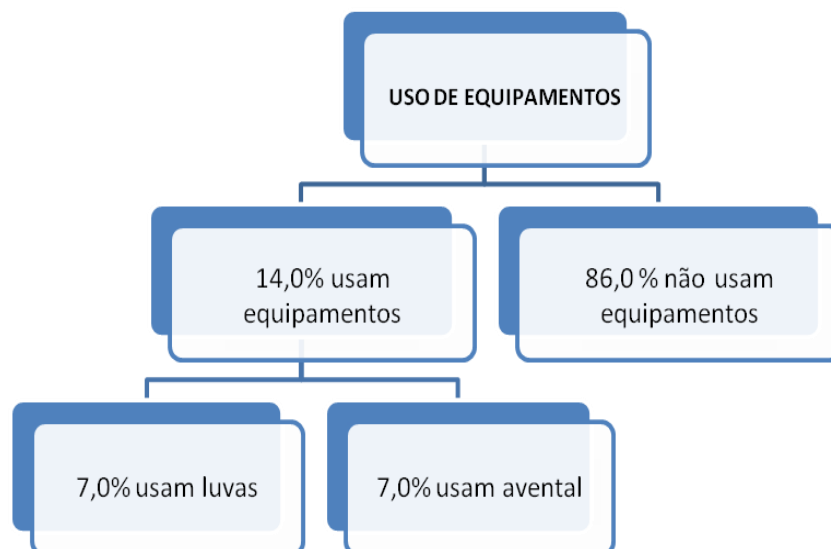 USO DE EQUIPAMENTOS
14,0% usam
equipamentos
86,0 % não usam
equipamentos
7,0% usam luvas
7,0% usam avental